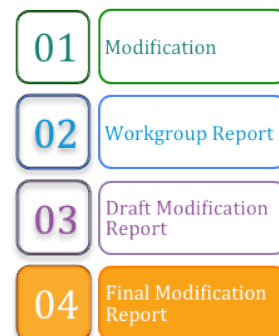 01
Modification
02
Workgroup Report
03
Draft Modification
Report
04
Final Modification
Report